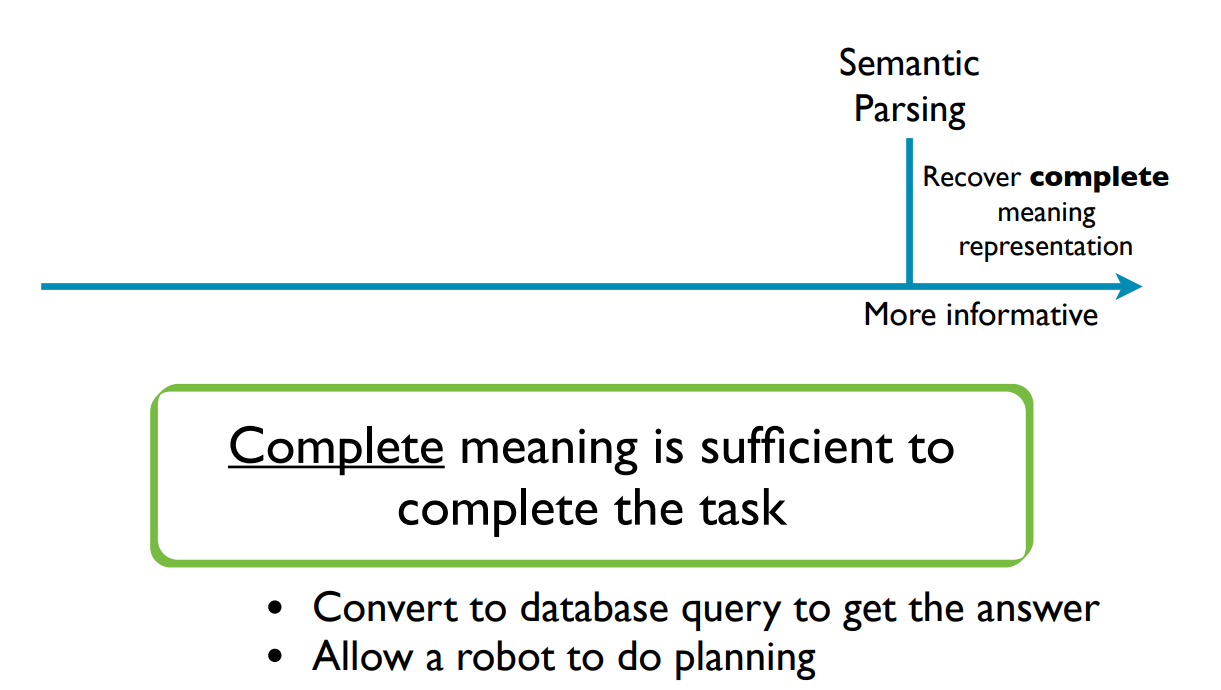 Semantic
Parsing
Recover complete
meaning
representation
More informative
Complete meaning is sufficient to
complete the task
• Convert to database query to get the answer
• Allow a robot to do planning